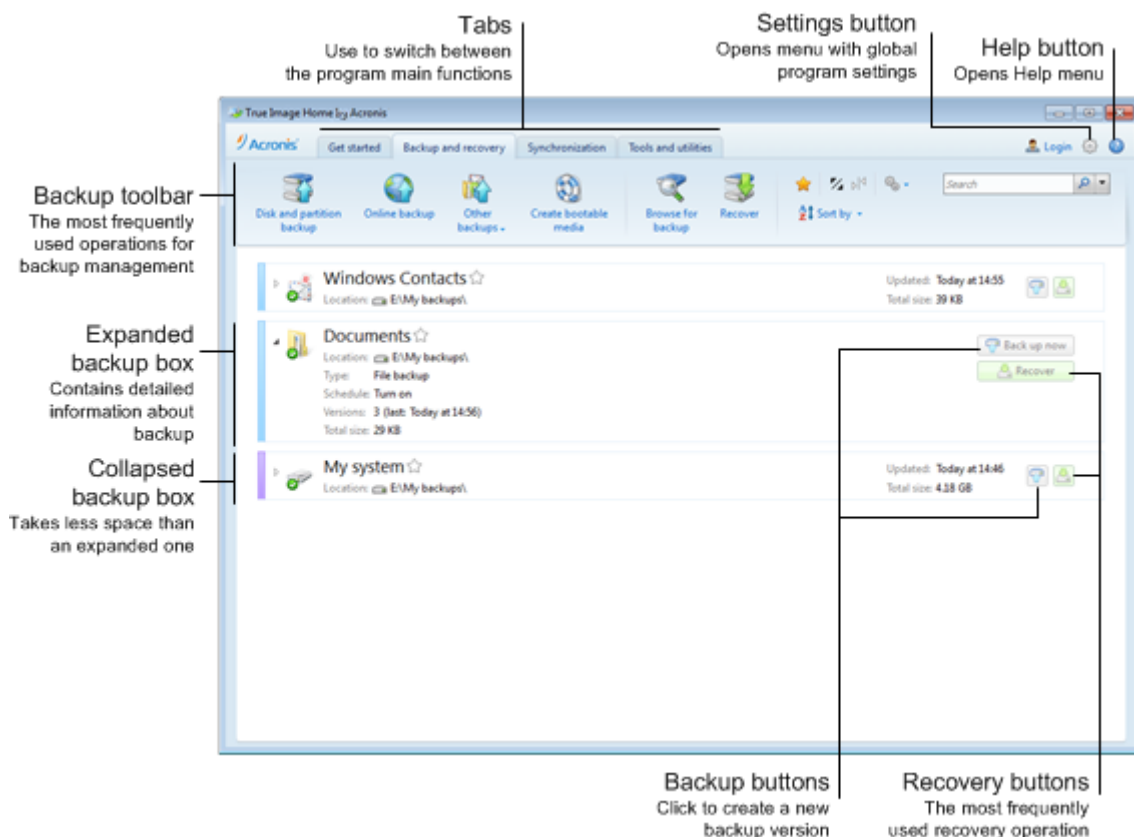 Tabs
Use to switch between
the program main functions
Settings button
Opens menu with global
program settings
Help button
Opens Help menu
True Image Home by Acronis
Acronis
Get started
Backup and recovery
Synchronization
Tools and utilities
Login
Backup toolbar
The most frequently
used operations for
backup management
Disk and partition
backup
Online backup
Other
backups
Create bootable
media
Browse for
backup
Recover
Search
Sort by
Windows Contacts
Location: E:\My backups\
Updated: Today at 14:55
Total size: 39 KB
Expanded
backup box
Contains detailed
information about
backup
Documents
Location: E:\My backups\
Type: File backup
Schedule: Turn on
Versions: 3 (last: Today at 14:56)
Total size: 29 KB
Back up now
Recover
Collapsed
backup box
Takes less space than
an expanded one
My system
Location: E:\My backups\
Updated: Today at 14:46
Total size: 4,18 GB
Backup buttons
Click to create a new
backup version
Recovery buttons
The most frequently
used recovery operation